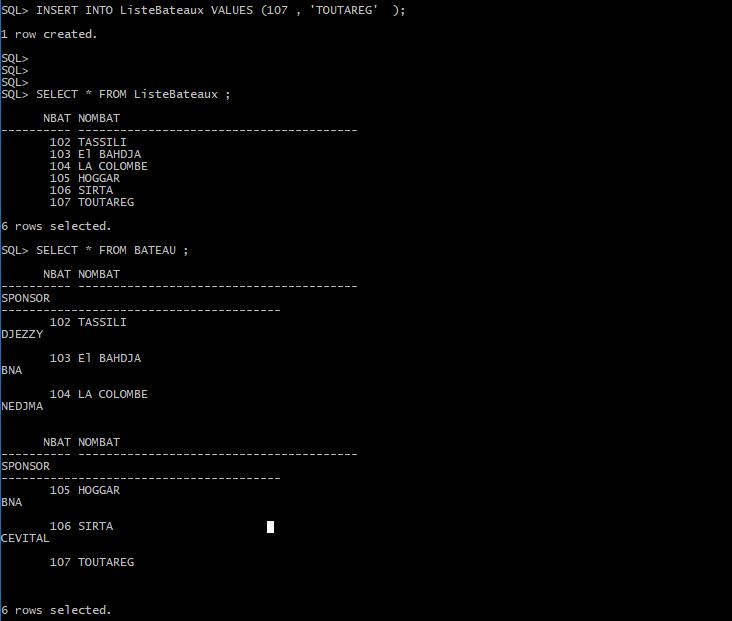 SQL> INSERT INTO ListeBateaux VALUES (107 , 'TOUTAREG'  );
1 row created.
SQL>
SQL>
SQL>
SQL> SELECT * FROM ListeBateaux ;
      NBAT NOMBAT
---------- ----------------------------------------
       102 TASSILI
       103 El BAHDJA
       104 LA COLOMBE
       105 HOGGAR
       106 SIRTA
       107 TOUTAREG
6 rows selected.
SQL> SELECT * FROM BATEAU ;
      NBAT NOMBAT
---------- ----------------------------------------
SPONSOR
----------------------------------------
       102 TASSILI
DJEZZY
       103 El BAHDJA
BNA
       104 LA COLOMBE
NEDJMA
      NBAT NOMBAT
---------- ----------------------------------------
SPONSOR
----------------------------------------
       105 HOGGAR
BNA
       106 SIRTA
CEVITAL
       107 TOUTAREG
6 rows selected.